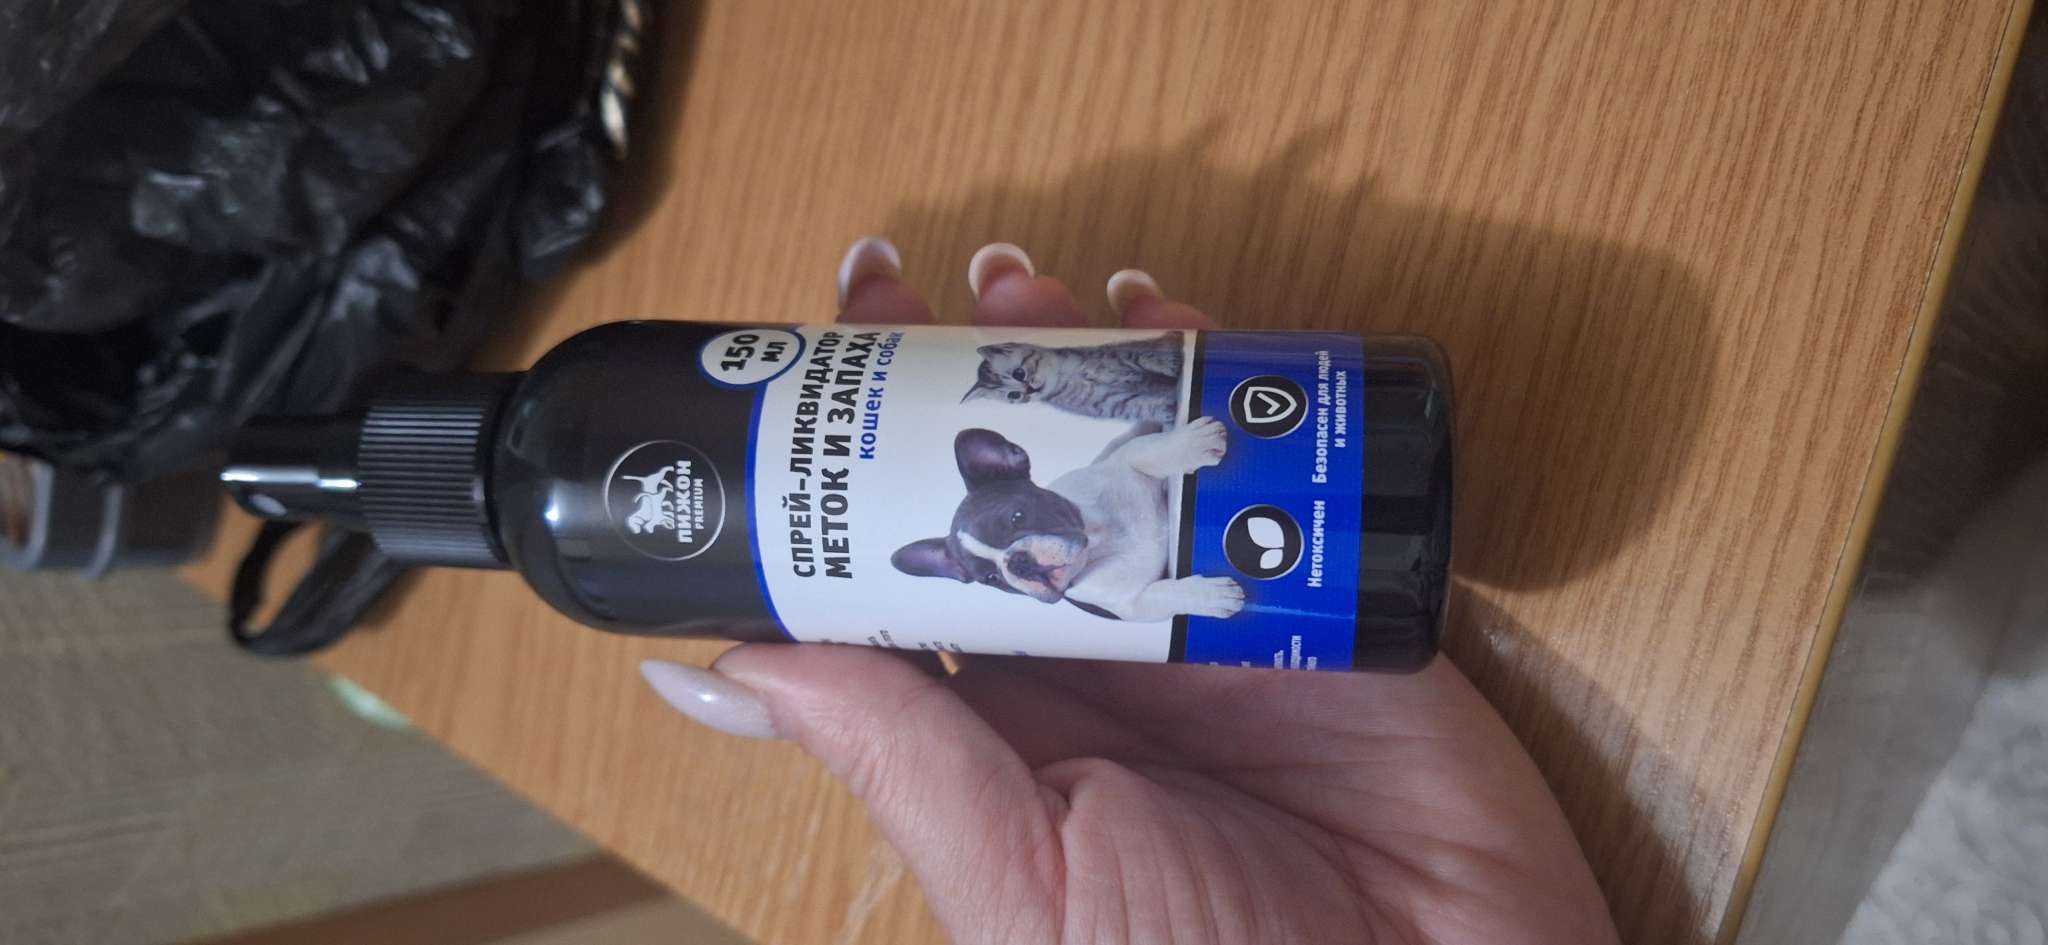 ПИЖОН
PREMIUM
150
МЛ
СПРЕЙ-ЛИКВИДАТОР
МЕТОК И ЗАПАХА
кошек и собак
Нетоксичен
Безопасен для людей
и животных